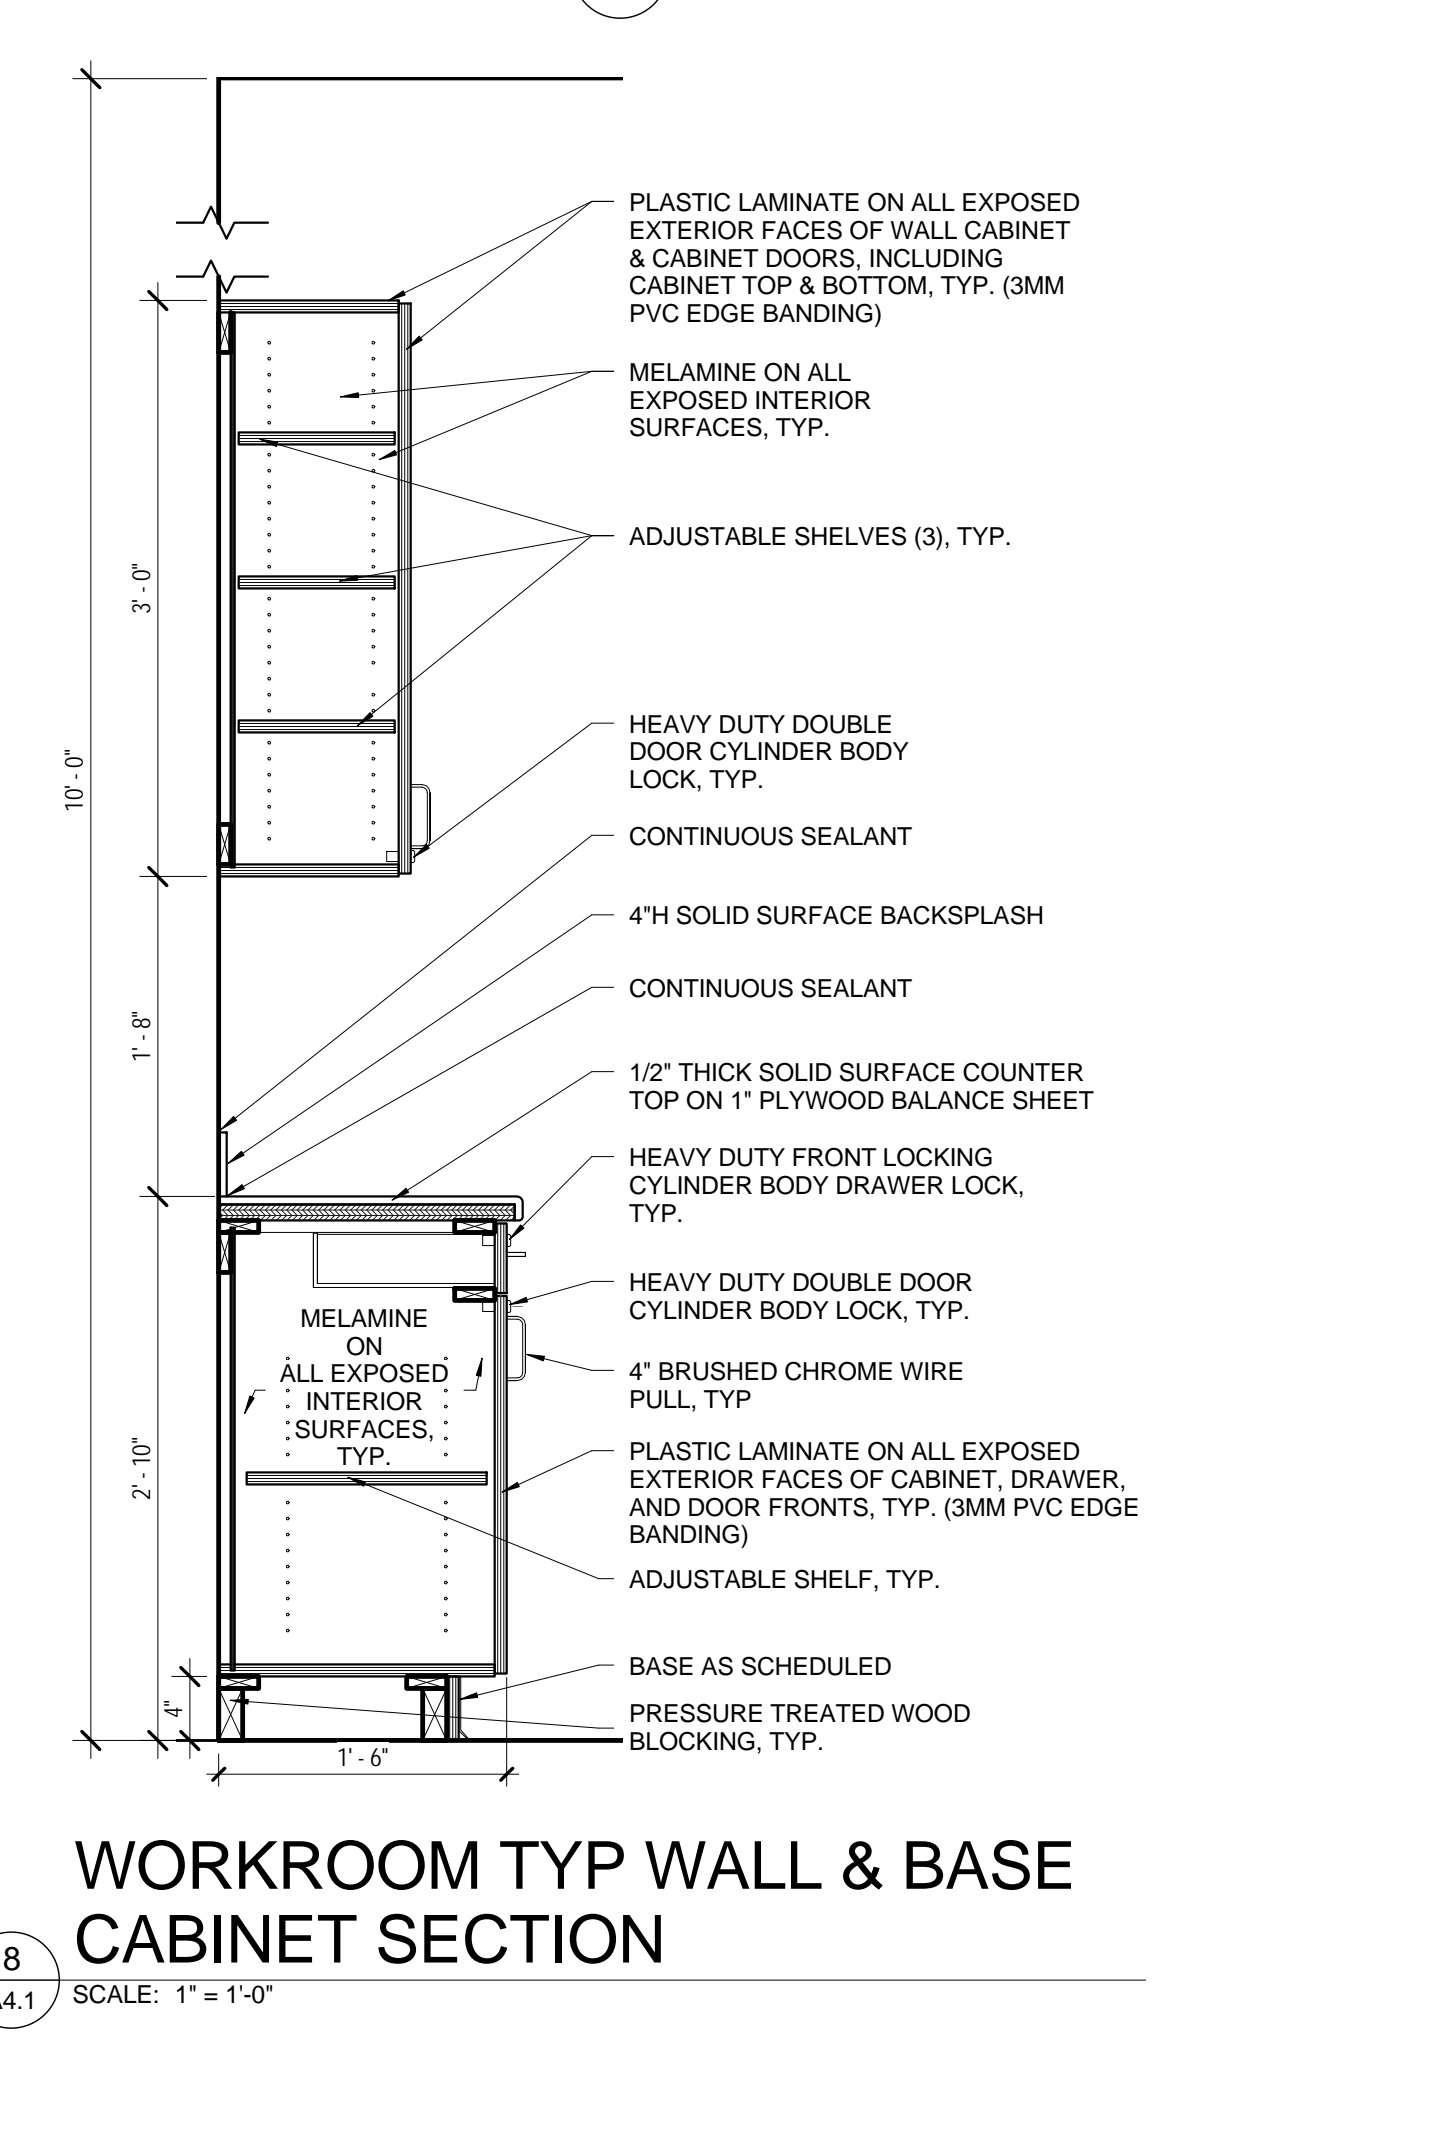 PLASTIC LAMINATE ON ALL EXPOSED
EXTERIOR FACES OF WALL CABINET
& CABINET DOORS, INCLUDING
CABINET TOP & BOTTOM, TYP. (3MM
PVC EDGE BANDING)
MELAMINE ON ALL
EXPOSED INTERIOR
SURFACES, TYP.
ADJUSTABLE SHELVES (3), TYP.
3' - 0"
HEAVY DUTY DOUBLE
DOOR CYLINDER BODY
LOCK, TYP.
10' - 0"
CONTINUOUS SEALANT
4"H SOLID SURFACE BACKSPLASH
CONTINUOUS SEALANT
1' - 8"
1/2" THICK SOLID SURFACE COUNTER
TOP ON 1" PLYWOOD BALANCE SHEET
HEAVY DUTY FRONT LOCKING
CYLINDER BODY DRAWER LOCK,
TYP.
HEAVY DUTY DOUBLE DOOR
CYLINDER BODY LOCK, TYP.
MELAMINE
ON
ALL EXPOSED
INTERIOR
SURFACES,
TYP.
4" BRUSHED CHROME WIRE
PULL, TYP
2' - 10"
PLASTIC LAMINATE ON ALL EXPOSED
EXTERIOR FACES OF CABINET, DRAWER,
AND DOOR FRONTS, TYP. (3MM PVC EDGE
BANDING)
ADJUSTABLE SHELF, TYP.
BASE AS SCHEDULED
4"
PRESSURE TREATED WOOD
BLOCKING, TYP.
1' - 6"
WORKROOM TYP WALL & BASE
CABINET SECTION
8
4.1
SCALE: 1" = 1'-0"